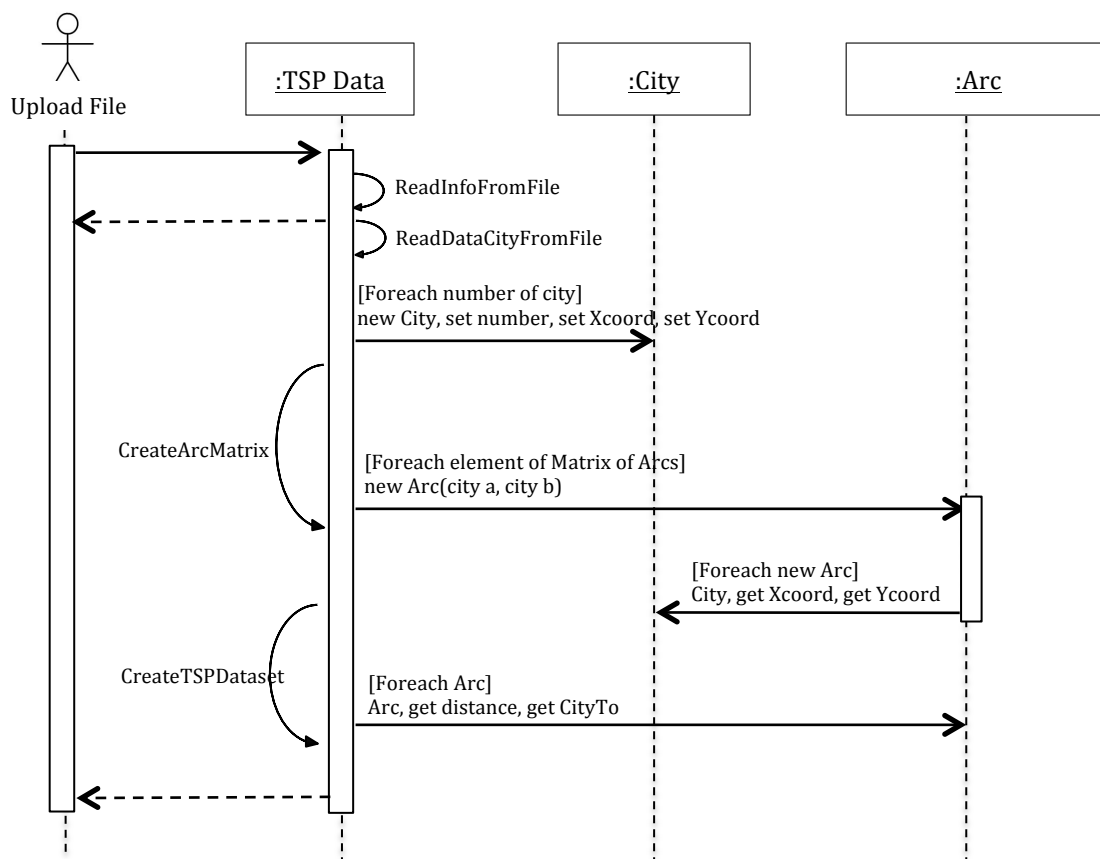 :TSP Data
:City
:Arc
Upload File
ReadInfoFromFile
ReadDataCityFromFile
[Foreach number of city]
new City, set number, set Xcoord, set Ycoord
CreateArcMatrix
[Foreach element of Matrix of Arcs]
new Arc(city a, city b)
[Foreach new Arc]
City, get Xcoord, get Ycoord
CreateTSPDataset
[Foreach Arc]
Arc, get distance, get CityTo